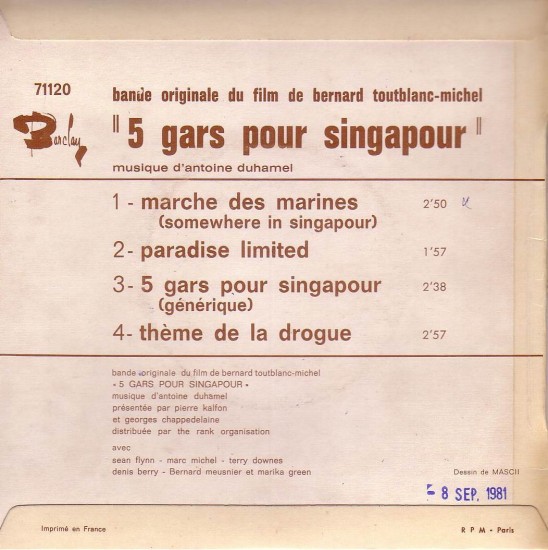 71120
Barclay
bande originale du film de bernard toutblanc-michel
" 5 gars pour singapour "
musique d'antoine duhamel
1 - marche des marines 2'50
(somewhere in singapour)
2- paradise limited 1'57
3- 5 gars pour singapour 2'38
(générique)
4- thème de la drogue 2'57
bande originale du film de bernard toutblanc-michel
« 5 GARS POUR SINGAPOUR »
musique d'antoine duhamel
présentée par pierre kalfon
et georges chappedelaine
distribuée par the rank organisation
avec
sean flynn - marc michel - terry downes
denis berry - Bernard meusnier et marika green
Dessin de MASCII
- 8 SEP. 1981
Imprimé en France
R P M - Paris